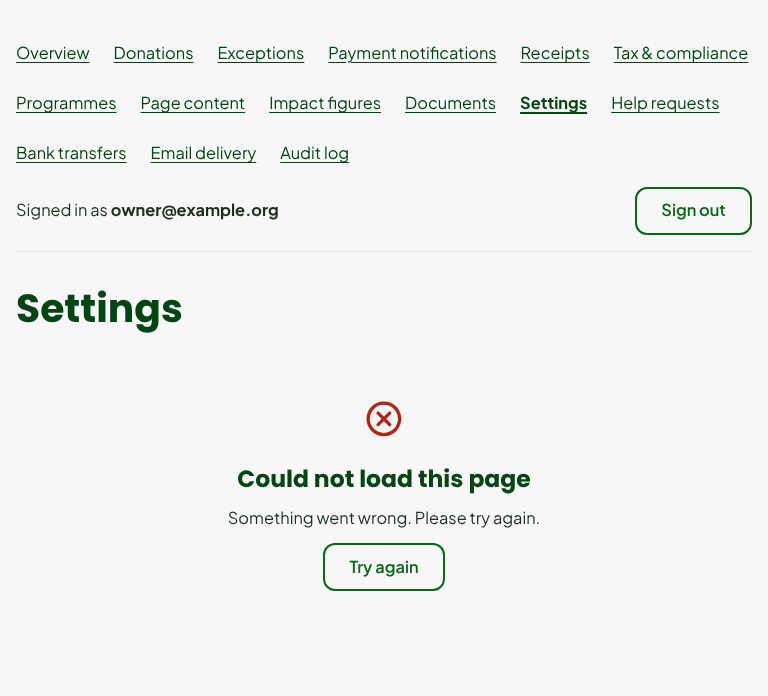 Overview Donations Exceptions Payment notifications Receipts Tax & compliance
Programmes Page content Impact figures Documents Settings Help requests
Bank transfers Email delivery Audit log
Signed in as owner@example.org Sign out
Settings
Could not load this page
Something went wrong. Please try again.
Try again